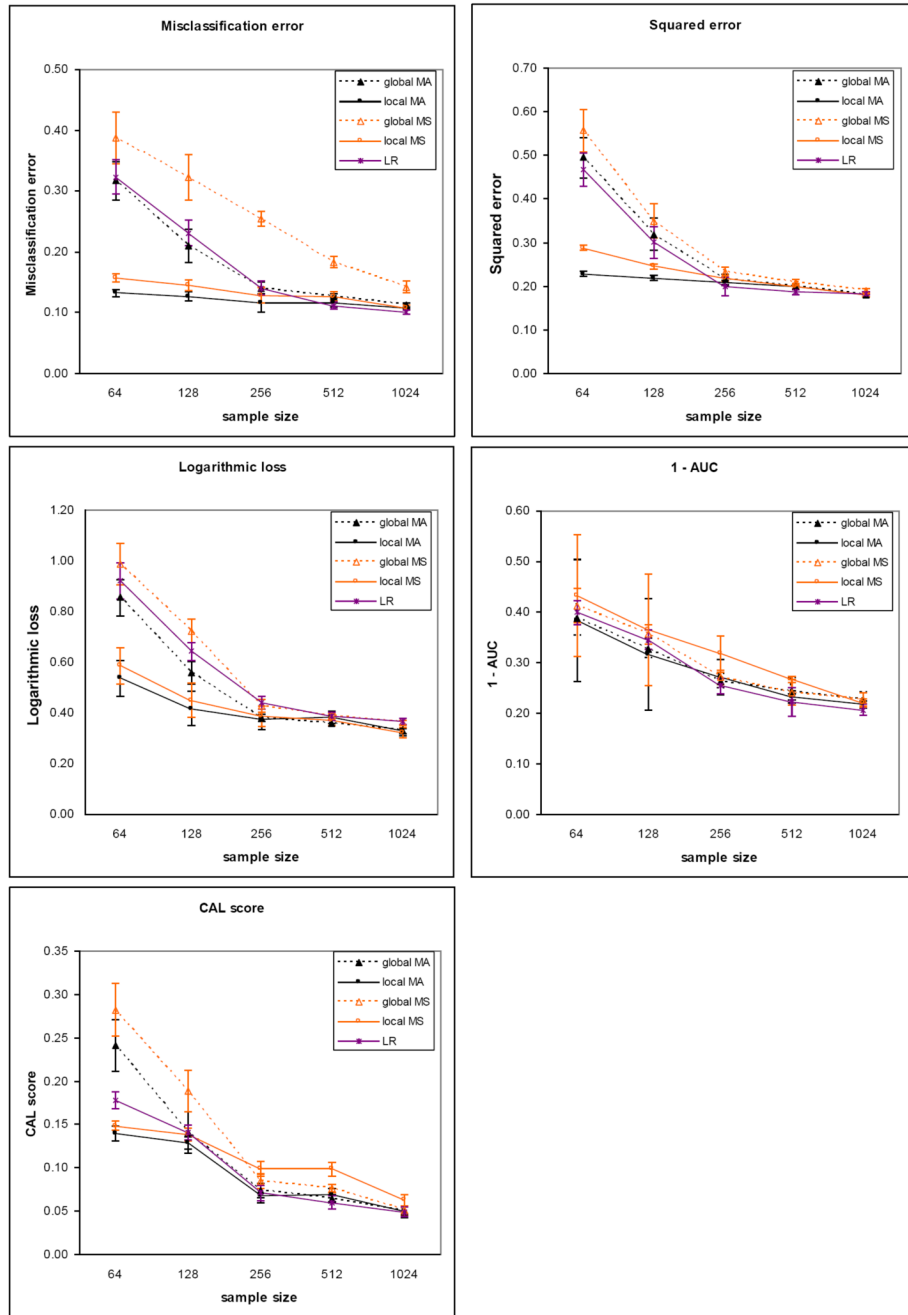 Misclassification error
0.50
0.40
0.30
0.20
0.10
0.00
Misclassification error
64 128 256 512 1024
sample size
global MA
local MA
global MS
local MS
LR
Squared error
0.70
0.60
0.50
0.40
0.30
0.20
0.10
0.00
Squared error
64 128 256 512 1024
sample size
global MA
local MA
global MS
local MS
LR
Logarithmic loss
1.20
1.00
0.80
0.60
0.40
0.20
0.00
Logarithmic loss
64 128 256 512 1024
sample size
global MA
local MA
global MS
local MS
LR
1 - AUC
0.60
0.50
0.40
0.30
0.20
0.10
0.00
1 - AUC
64 128 256 512 1024
sample size
global MA
local MA
global MS
local MS
LR
CAL score
0.35
0.30
0.25
0.20
0.15
0.10
0.05
0.00
CAL score
64 128 256 512 1024
sample size
global MA
local MA
global MS
local MS
LR